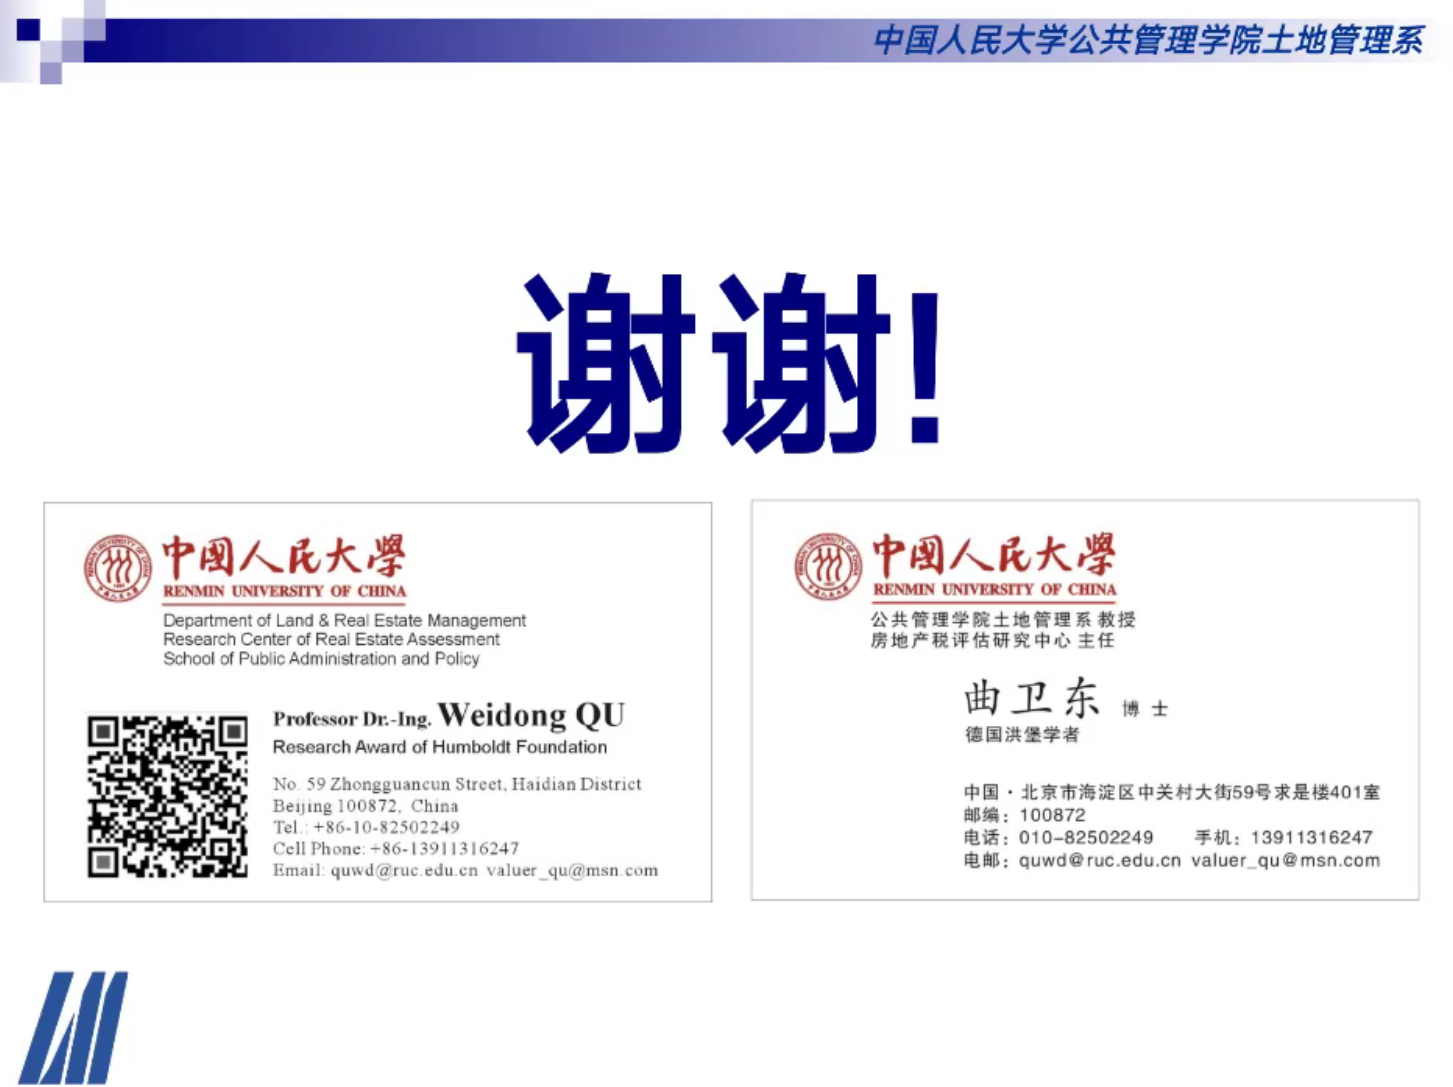 中国人民大学公共管理学院土地管理系
谢谢!
中國人民大學
RENMIN UNIVERSITY OF CHINA
Department of Land & Real Estate Management
Research Center of Real Estate Assessment
School of Public Administration and Policy
Professor Dr.-Ing. Weidong QU
Research Award of Humboldt Foundation
No. 59 Zhongguancun Street, Haidian District
Beijing 100872, China
Tel.: +86-10-82502249
Cell Phone: +86-13911316247
Email: quwd@ruc.edu.cn valuer_qu@msn.com
中國人民大學
RENMIN UNIVERSITY OF CHINA
公共管理学院土地管理系 教授
房地产税评估研究中心 主任
曲卫东 博士
德国洪堡学者
中国·北京市海淀区中关村大街59号求是楼401室
邮编：100872
电话：010-82502249 手机：13911316247
电邮：quwd@ruc.edu.cn valuer_qu@msn.com